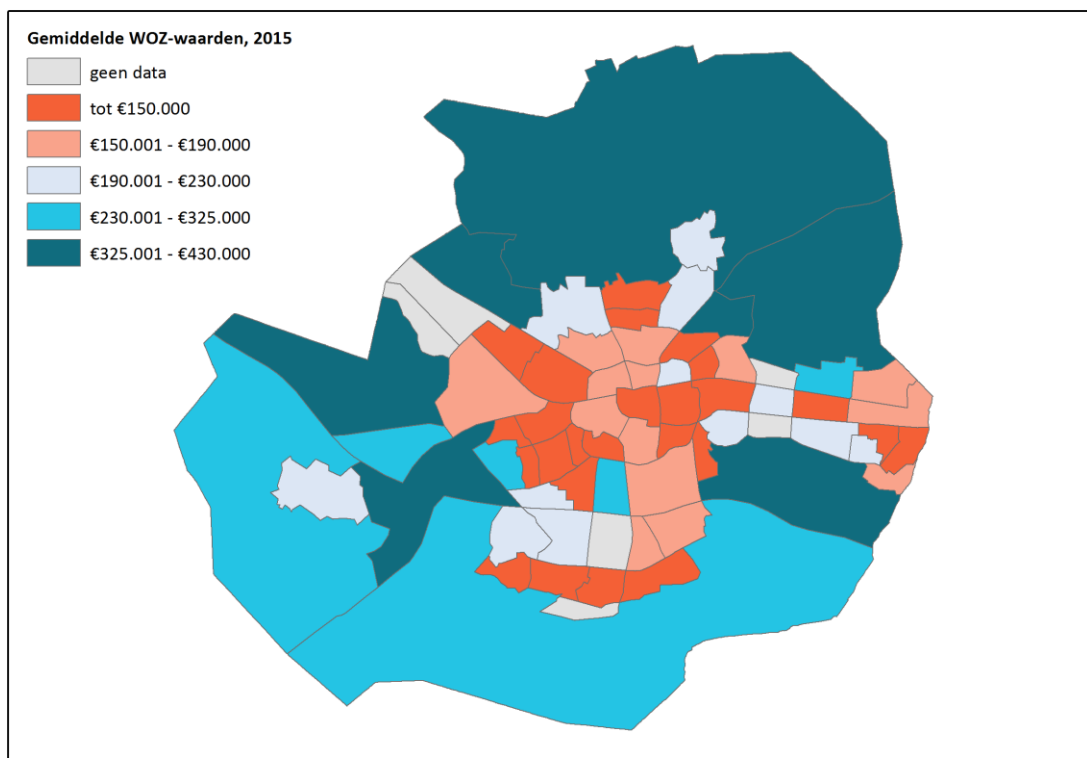 Gemiddelde WOZ-waarden, 2015
geen data
tot €150.000
€150.001 - €190.000
€190.001 - €230.000
€230.001 - €325.000
€325.001 - €430.000